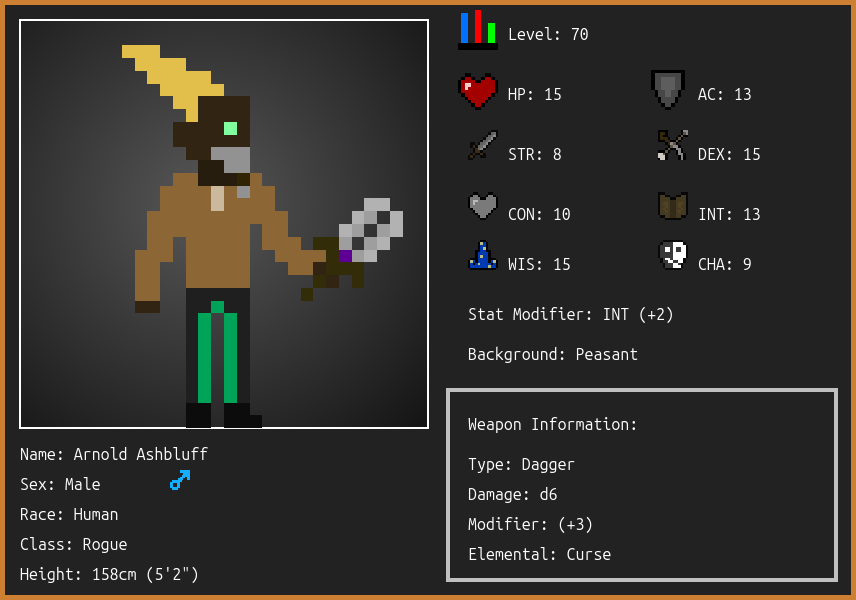 Level: 70
HP: 15
AC: 13
STR: 8
DEX: 15
CON: 10
INT: 13
WIS: 15
CHA: 9
Stat Modifier: INT (+2)
Background: Peasant
Weapon Information:
Type: Dagger
Damage: d6
Modifier: (+3)
Elemental: Curse
Name: Arnold Ashbluff
Sex: Male
Race: Human
Class: Rogue
Height: 158cm (5'2")